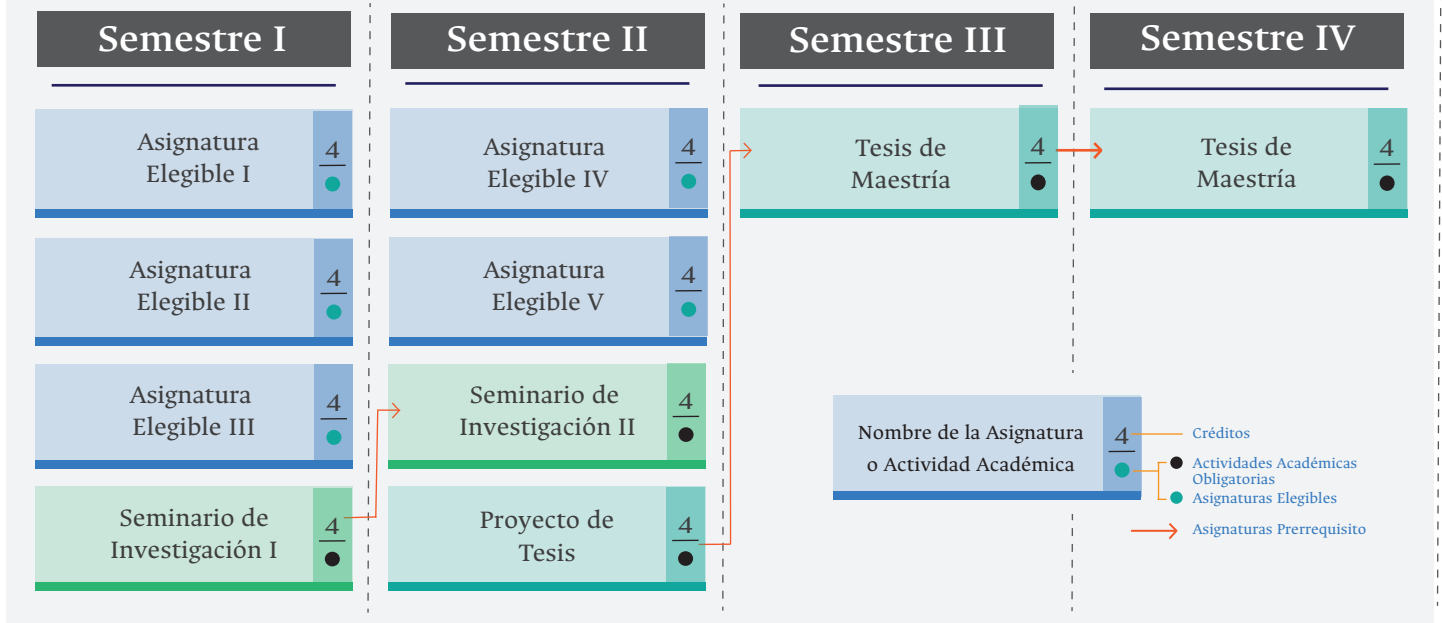 Semestre I
Asignatura
Elegible I
4
Asignatura
Elegible II
4
Asignatura
Elegible III
4
Seminario de
Investigación I
4
Semestre II
Asignatura
Elegible IV
4
Asignatura
Elegible V
4
Seminario de
Investigación II
4
Proyecto de
Tesis
4
Semestre III
Tesis de
Maestría
4
Semestre IV
Tesis de
Maestría
4
Nombre de la Asignatura
o Actividad Académica
4
Créditos
Actividades Académicas
Obligatorias
Asignaturas Elegibles
Asignaturas Prerrequisito